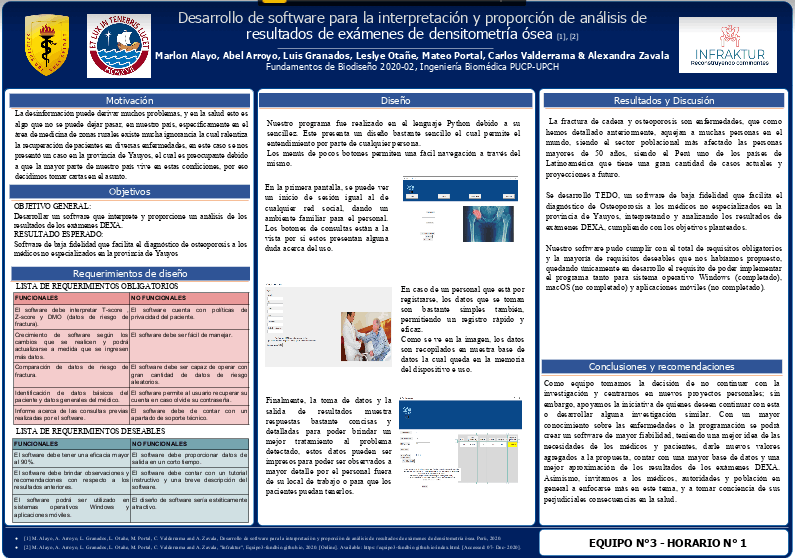 Desarrollo de software para la interpretación y proporción de análisis de
resultados de exámenes de densitometría ósea [1], [2]
Marlon Alayo, Abel Arroyo, Luis Granados, Leslye Otañe, Mateo Portal, Carlos Valderrama & Alexandra Zavala
Fundamentos de Biodiseño 2020-02, Ingeniería Biomédica PUCP-UPCH
ET LUX IN TENEBRIS LUCET
INFRAKTUR
Reconstruyendo caminantes
Motivación
La desinformación puede derivar muchos problemas, y en la salud esto es
algo que no se puede dejar pasar, en nuestro país, específicamente en el
área de medicina de zonas rurales existe mucha ignorancia la cual ralentiza
la recuperación de pacientes en diversas enfermedades, en este caso se nos
presentó un caso en la provincia de Yauyos, el cual es preocupante debido
a que la mayor parte de nuestro país vive en estas condiciones, por eso
decidimos tomar cartas en el asunto.
Objetivos
OBJETIVO GENERAL:
Desarrollar un software que interprete y proporcione un análisis de los
resultados de los exámenes DEXA.
RESULTADO ESPERADO:
Software de baja fidelidad que facilita el diagnóstico de osteoporosis a los
médicos no especializados en la provincia de Yauyos
Requerimientos de diseño
LISTA DE REQUERIMIENTOS OBLIGATORIOS
FUNCIONALES NO FUNCIONALES
El software debe interpretar T-score , Z-score y DMO (datos de riesgo de fractura). El software cuenta con políticas de privacidad del paciente.
Crecimiento de software según los cambios que se realicen y podrá actualizarse a medida que se ingresen más datos. El software debe ser fácil de manejar.
Comparación de datos de riesgo de fractura. El software debe ser capaz de operar con gran cantidad de datos de riesgo aleatorios.
Identificación de datos básicos del paciente y datos generales del médico. El software permite al usuario recuperar su cuenta en caso olvide su contraseña.
Informe acerca de las consultas previas realizadas por el software. El software debe de contar con un apartado de soporte técnico.
LISTA DE REQUERIMIENTOS DESEABLES
FUNCIONALES NO FUNCIONALES
El software debe tener una eficacia mayor al 90%. El software debe proporcionar datos de salida en un corto tiempo.
El software debe brindar observaciones y recomendaciones con respecto a los resultados anteriores. El software debe contar con un tutorial instructivo y una breve descripción del software.
El software podrá ser utilizado en sistemas operativos Windows y aplicaciones móviles. El diseño de software sería estéticamente atractivo.
Diseño
Nuestro programa fue realizado en el lenguaje Python debido a su
sencillez. Este presenta un diseño bastante sencillo el cual permite el
entendimiento por parte de cualquier persona.
Los menús de pocos botones permiten una fácil navegación a través del
mismo.
En la primera pantalla, se puede ver
un inicio de sesión igual al de
cualquier red social, dando un
ambiente familiar para el personal.
Los botones de consultas están a la
vista por si estos presentan alguna
duda acerca del uso.
En caso de un personal que está por
registrarse, los datos que se toman
son bastante simples también,
permitiendo un registro rápido y
eficaz.
Como se ve en la imagen, los datos
son recopilados en nuestra base de
datos la cual queda en la memoria
del dispositivo e uso.
Finalmente, la toma de datos y la
salida de resultados muestra
respuestas bastante concisas y
detalladas para poder brindar un
mejor tratamiento al problema
detectado, estos datos pueden ser
impresos para poder ser observados a
mayor detalle por el personal fuera
de su local de trabajo o para que los
pacientes puedan tenerlos.
Resultados y Discusión
La fractura de cadera y osteoporosis son enfermedades, que como
hemos detallado anteriormente, aquejan a muchas personas en el
mundo, siendo el sector poblacional más afectado las personas
mayores de 50 años, siendo el Perú uno de los países de
Latinoamérica que tiene una gran cantidad de casos actuales y
proyecciones a futuro.
Se desarrolló TEDO, un software de baja fidelidad que facilita el
diagnóstico de Osteoporosis a los médicos no especializados en la
provincia de Yauyos, interpretando y analizando los resultados de
exámenes DEXA, cumpliendo con los objetivos planteados.
Nuestro software pudo cumplir con el total de requisitos obligatorios
y la mayoría de requisitos deseables que nos habíamos propuesto,
quedando únicamente en desarrollo el requisito de poder implementar
el programa tanto para sistema operativo Windows (completado),
macOS (no completado) y aplicaciones móviles (no completado).
Conclusiones y recomendaciones
Como equipo tomamos la decisión de no continuar con la
investigación y centrarnos en nuevos proyectos personales; sin
embargo, apoyamos la iniciativa de quienes deseen continuar con esta
o desarrollar alguna investigación similar. Con un mayor
conocimiento sobre las enfermedades o la programación se podrá
crear un software de mayor fiabilidad, teniendo una mejor idea de las
necesidades de los médicos y pacientes, darle nuevos valores
agregados a la propuesta, contar con una mayor base de datos y una
mejor aproximación de los resultados de los exámenes DEXA.
Asimismo, invitamos a los médicos, autoridades y población en
general a enfocarse más en este tema, y a tomar conciencia de sus
perjudiciales consecuencias en la salud.
[1] M. Alayo, A. Arroyo, L. Granados, L. Otañe, M. Portal, C. Valderrama and A. Zavala, Desarrollo de software para la interpretación y proporción de análisis de resultados de exámenes de densitometría ósea. Perú, 2020
[2] M. Alayo, A. Arroyo, L. Granados, L. Otañe, M. Portal, C. Valderrama and A. Zavala,
EQUIPO N°3 - HORARIO N° 1